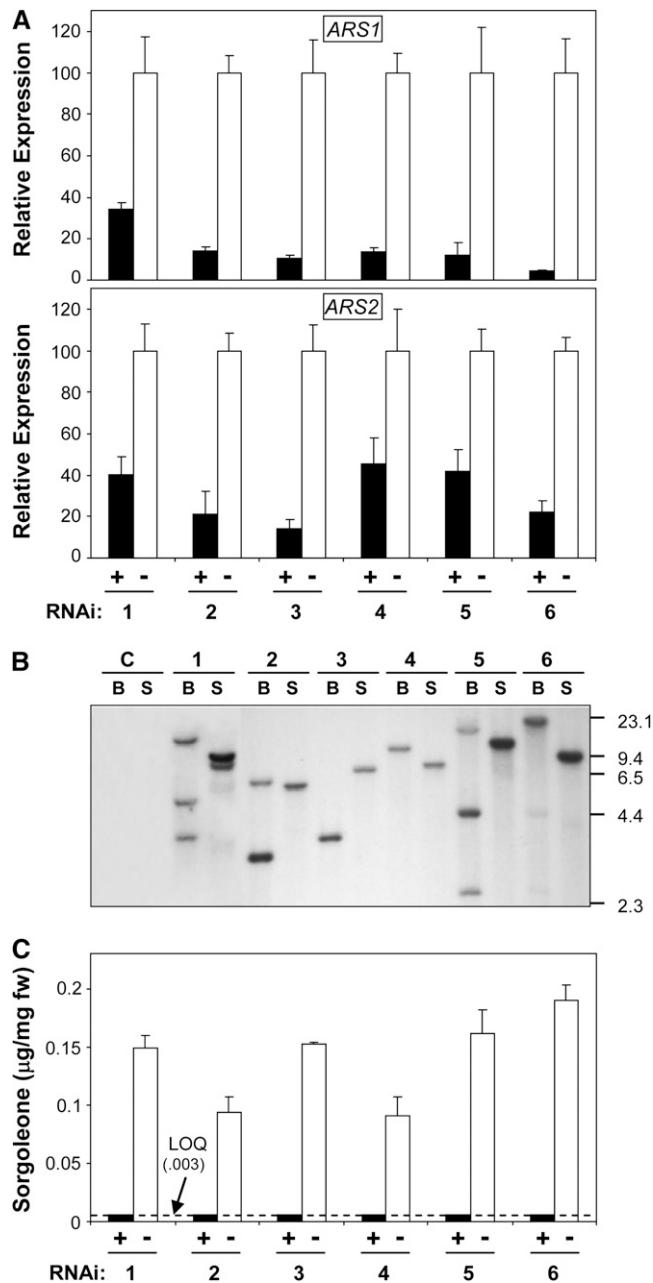 A
ARS1
Relative Expression
120
100
80
60
40
20
0
ARS2
Relative Expression
120
100
80
60
40
20
0
+ - + - + - + - + - + -
RNAi: 1 2 3 4 5 6
B
C 1 2 3 4 5 6
B S B S B S B S B S B S B S
23.1
9.4
6.5
4.4
2.3
C
Sorgoleone (µg/mg fw)
0.2
0.15
0.1
0.05
0
LOQ
(.003)
+ - + - + - + - + - + -
RNAi: 1 2 3 4 5 6